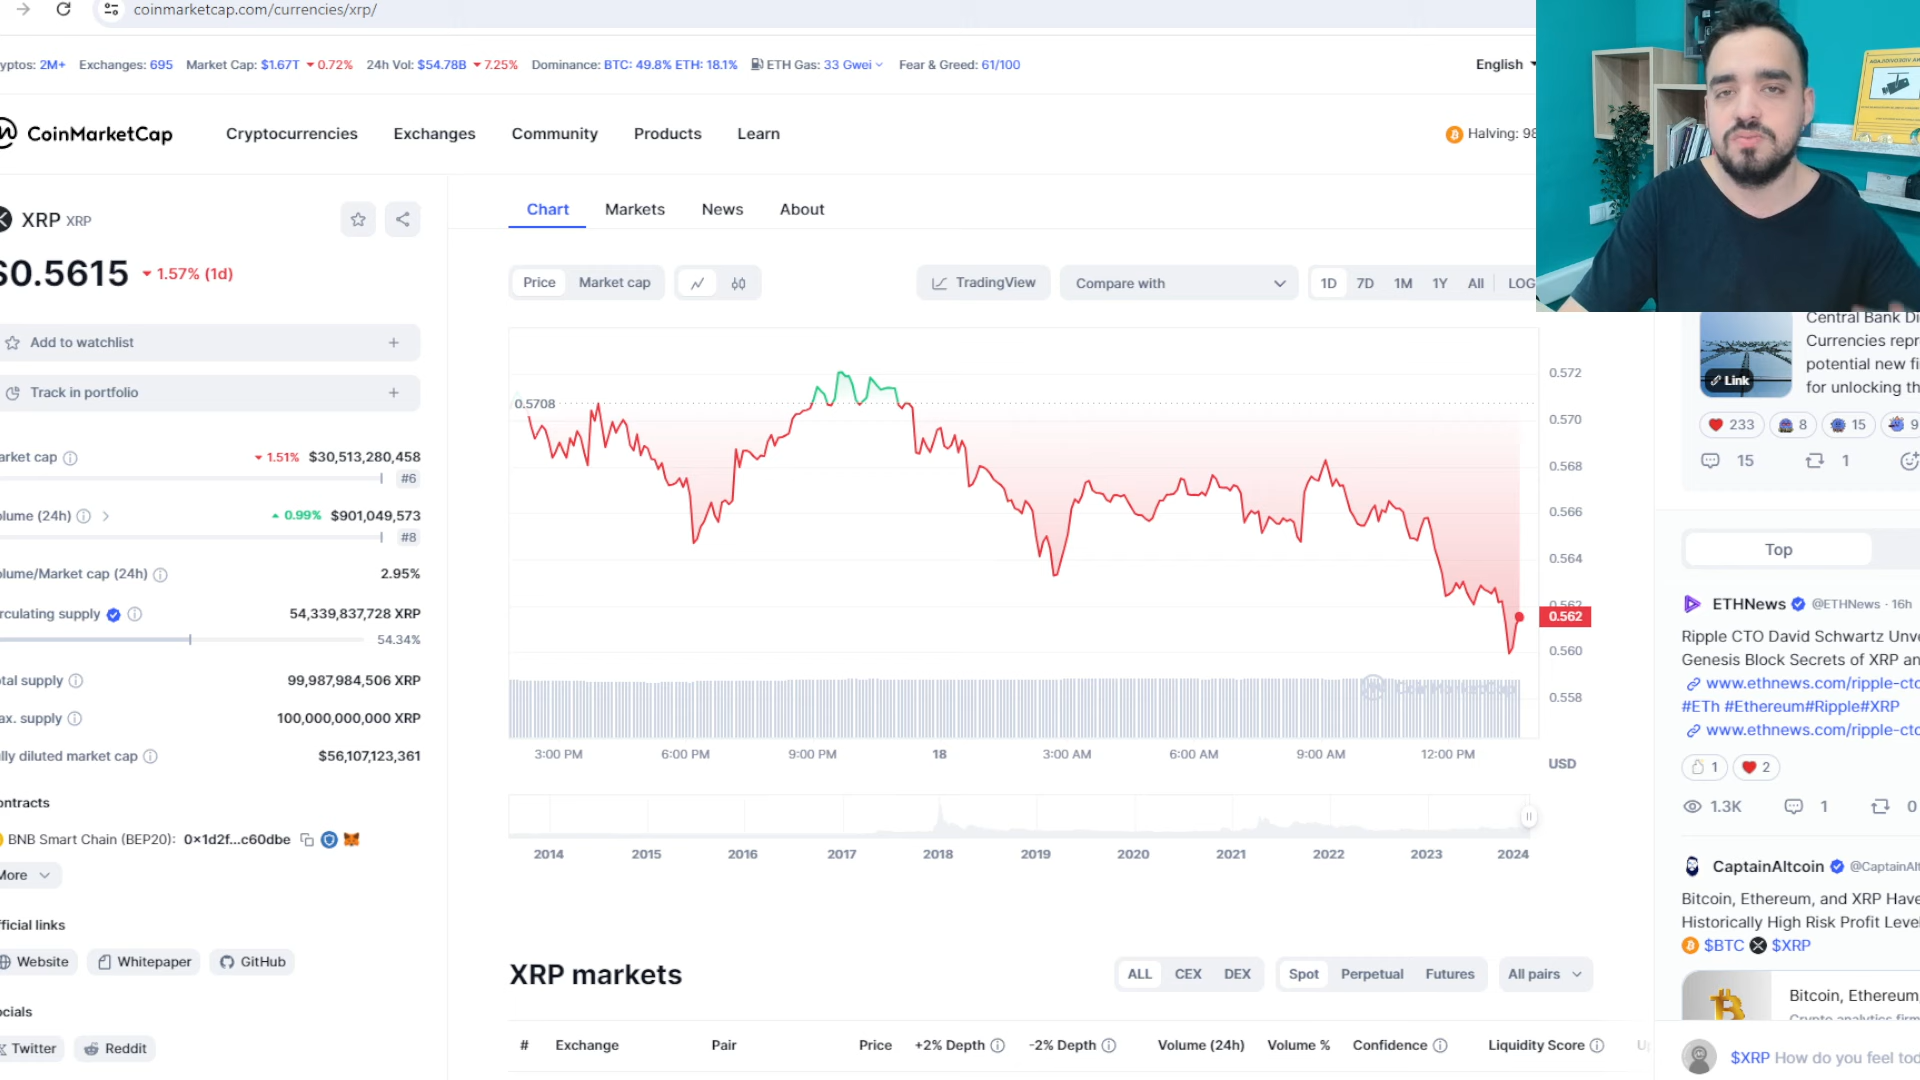 coinmarketcap.com/currencies/xrp/
yptos: 2M+ Exchanges: 695 Market Cap: $1.67T 0.72% 24h Vol: $54.78B 7.25% Dominance: BTC: 49.8% ETH: 18.1% ETH Gas: 33 Gwei Fear & Greed: 61/100 English
CoinMarketCap Cryptocurrencies Exchanges Community Products Learn Halving: 98
XRP XRP
$0.5615 1.57% (1d)
Add to watchlist +
Track in portfolio +
arket cap 1.51% $30,513,280,458
#6
olume (24h) 0.99% $901,049,573
#8
olume/Market cap (24h) 2.95%
rculating supply 54,339,837,728 XRP
54.34%
tal supply 99,987,984,506 XRP
ax. supply 100,000,000,000 XRP
lly diluted market cap $56,107,123,361
ontracts
BNB Smart Chain (BEP20): 0x1d2f...c60dbe
More
ficial links
Website Whitepaper GitHub
ocials
Twitter Reddit
Chart Markets News About
Price Market cap TradingView Compare with 1D 7D 1M 1Y All LOG
0.5708
0.572
0.570
0.568
0.566
0.564
0.562
0.562
0.560
0.558
CoinMarketCap
3:00 PM 6:00 PM 9:00 PM 18 3:00 AM 6:00 AM 9:00 AM 12:00 PM USD
2014 2015 2016 2017 2018 2019 2020 2021 2022 2023 2024
XRP markets ALL CEX DEX Spot Perpetual Futures All pairs
# Exchange Pair Price +2% Depth -2% Depth Volume (24h) Volume % Confidence Liquidity Score Up
Central Bank Di
Currencies repr
potential new fi
for unlocking th
Link
233 8 15 9
15 1
Top
ETHNews @ETHNews · 16h
Ripple CTO David Schwartz Unve
Genesis Block Secrets of XRP an
www.ethnews.com/ripple-cto
#ETh #Ethereum#Ripple#XRP
www.ethnews.com/ripple-cto
1 2
1.3K 1 0
CaptainAltcoin @CaptainAlt
Bitcoin, Ethereum, and XRP Have
Historically High Risk Profit Level
$BTC $XRP
Bitcoin, Ethereum,
Crypto analytics firm
$XRP How do you feel tod